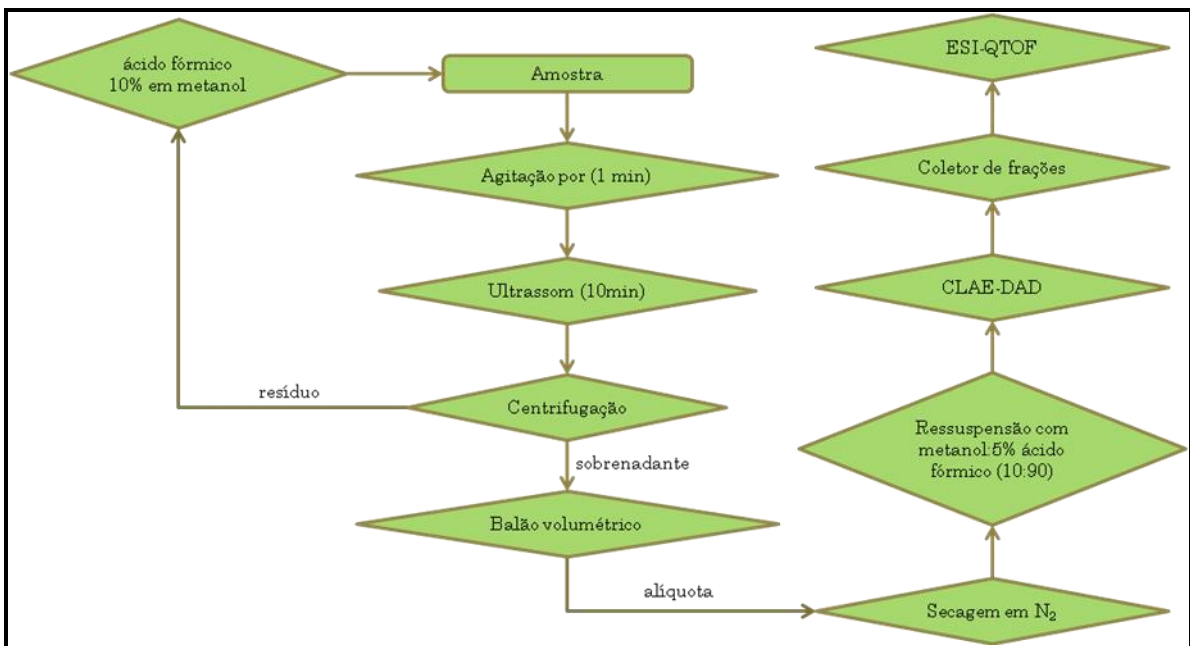 ácido fórmico
10% em metanol
Amostra
Agitação por (1 min)
Ultrassom (10min)
resíduo
Centrifugação
sobrenadante
Balão volumétrico
alíquota
Secagem em N₂
Ressuspensão com
metanol:5% ácido
fórmico (10:90)
CLAE-DAD
Coletor de frações
ESI-QTOF